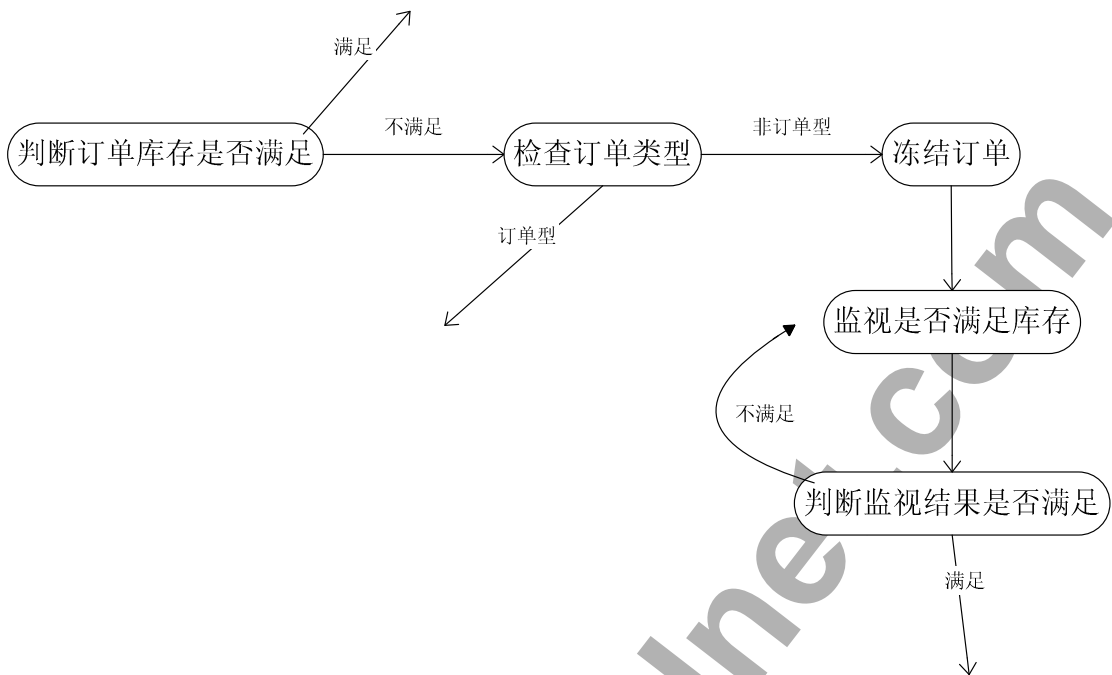 满足
判断订单库存是否满足
不满足
检查订单类型
非订单型
冻结订单
订单型
监视是否满足库存
不满足
判断监视结果是否满足
满足
lnet.com